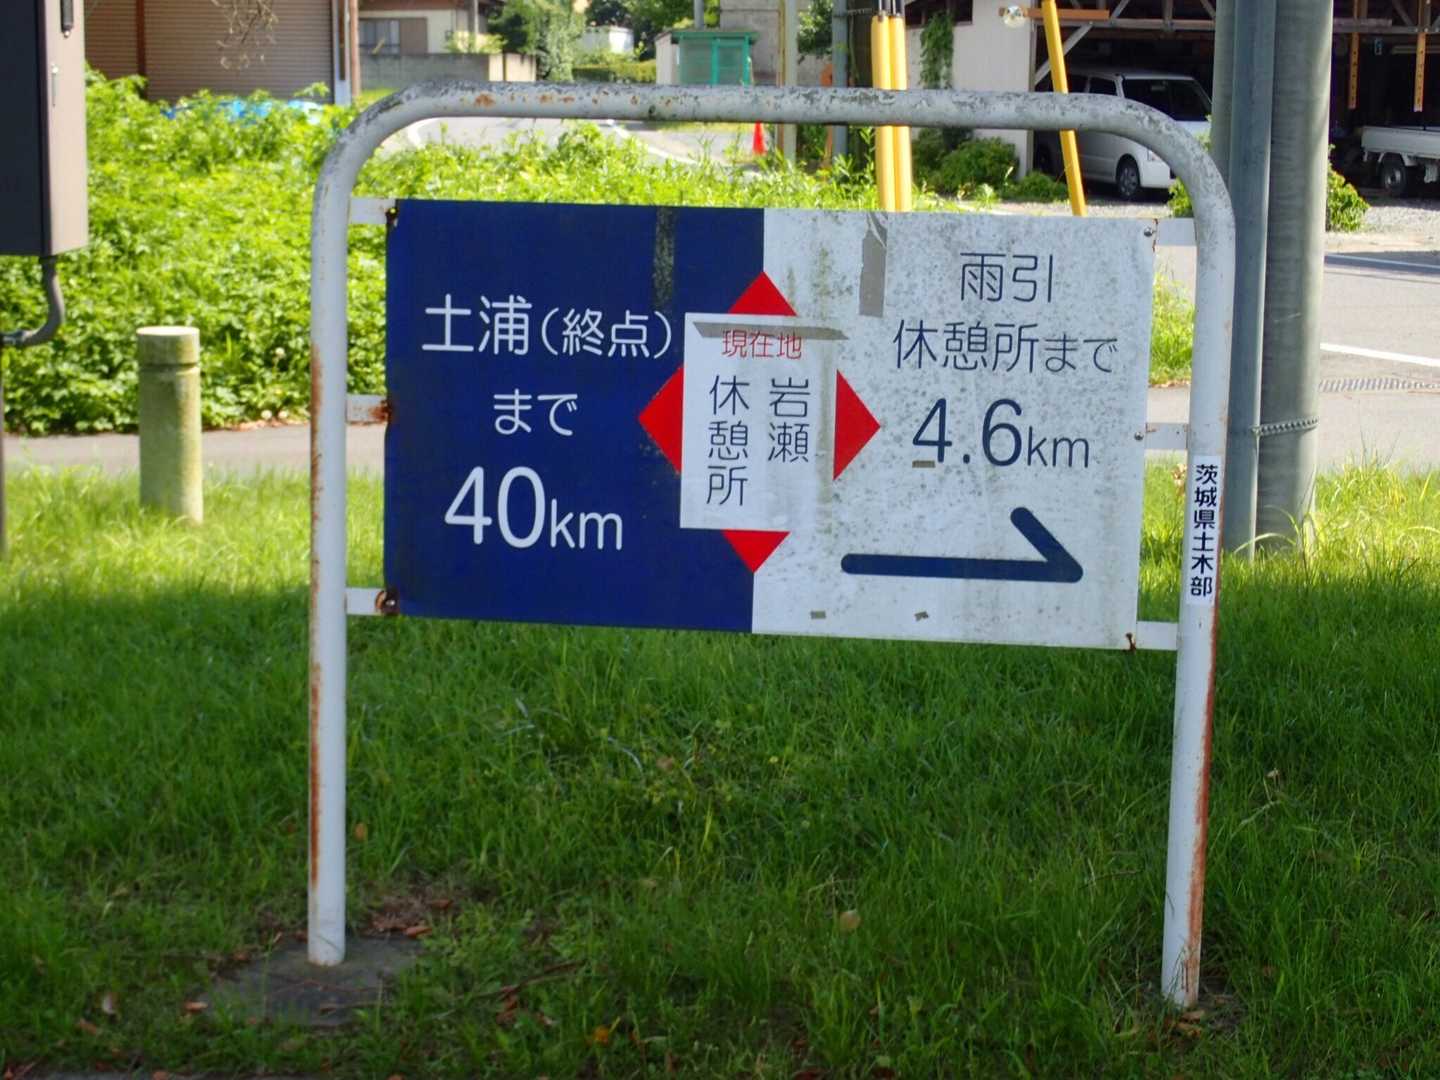 土浦(終点)
まで
40km
現在地
岩瀬
休憩所
雨引
休憩所まで
4.6km
茨城県土木部